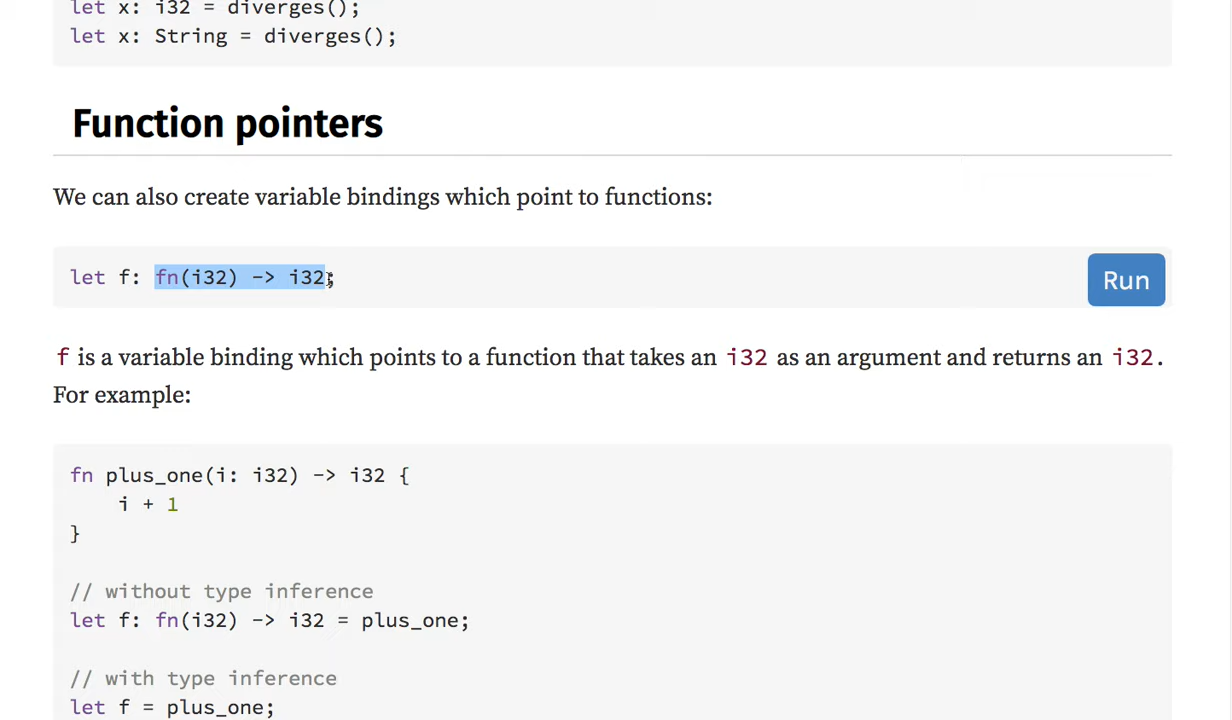 let x: i32 = diverges();
let x: String = diverges();
Function pointers
We can also create variable bindings which point to functions:
let f: fn(i32) -> i32;
Run
f is a variable binding which points to a function that takes an i32 as an argument and returns an i32.
For example:
fn plus_one(i: i32) -> i32 {
    i + 1
}
// without type inference
let f: fn(i32) -> i32 = plus_one;
// with type inference
let f = plus_one;